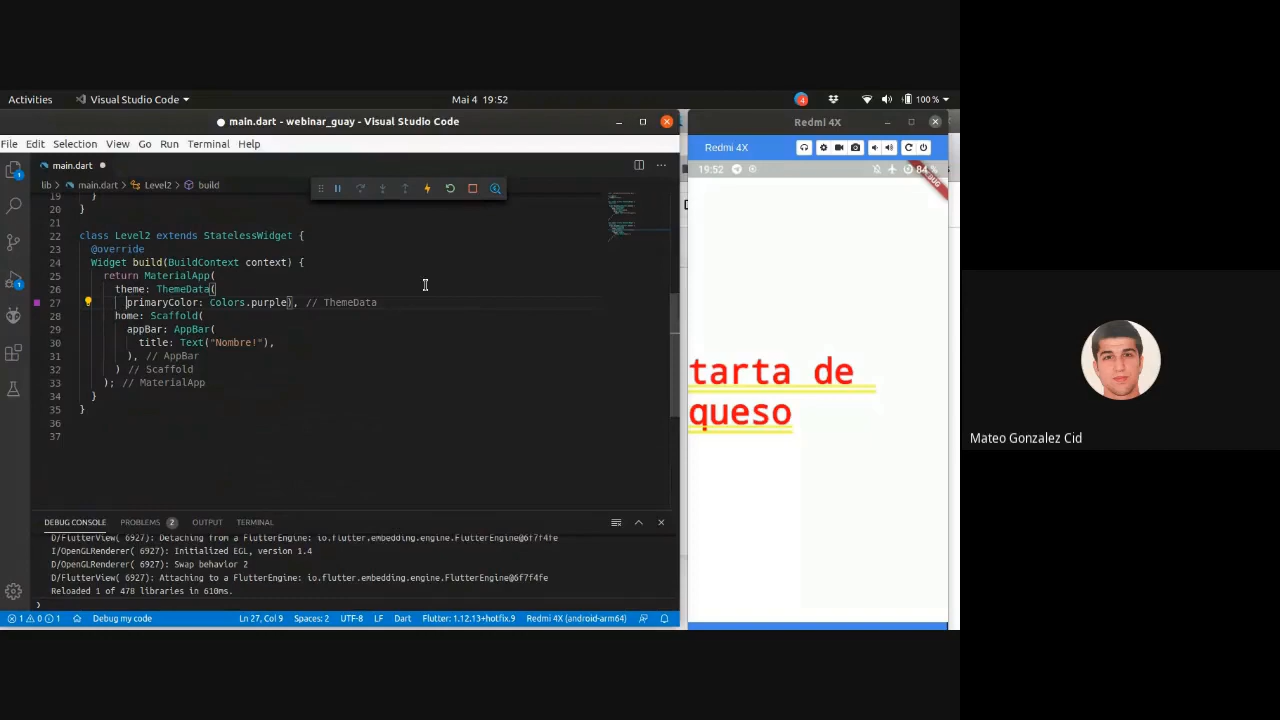 Activities
Visual Studio Code
Mai 4 19:52
4
100 %
main.dart - webinar_guay - Visual Studio Code
Redmi 4X
File Edit Selection View Go Run Terminal Help
Redmi 4X
main.dart
19:52
84
lib > main.dart > Level2 > build
DEBUG
19 }
20 }
21
22 class Level2 extends StatelessWidget {
23 @override
24 Widget build(BuildContext context) {
25 return MaterialApp(
26 theme: ThemeData(
27 primaryColor: Colors.purple), // ThemeData
28 home: Scaffold(
29 appBar: AppBar(
30 title: Text("Nombre!"),
31 ), // AppBar
32 ) // Scaffold
33 ); // MaterialApp
34 }
35 }
36
37
tarta de
queso
Mateo Gonzalez Cid
DEBUG CONSOLE PROBLEMS 2 OUTPUT TERMINAL
D/FlutterView( 6927): Detaching from a FlutterEngine: io.flutter.embedding.engine.FlutterEngine@6f7f4fe
I/OpenGLRenderer( 6927): Initialized EGL, version 1.4
D/OpenGLRenderer( 6927): Swap behavior 2
D/FlutterView( 6927): Attaching to a FlutterEngine: io.flutter.embedding.engine.FlutterEngine@6f7f4fe
Reloaded 1 of 478 libraries in 610ms.
1 0 1 Debug my code Ln 27, Col 9 Spaces: 2 UTF-8 LF Dart Flutter: 1.12.13+hotfix.9 Redmi 4X (android-arm64)